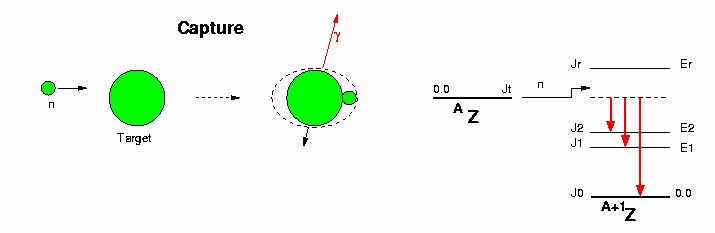 Capture
γ
n
Target
0.0 Jt
A Z
n
Jr Er
J2 E2
J1 E1
J0 0.0
A+1 Z